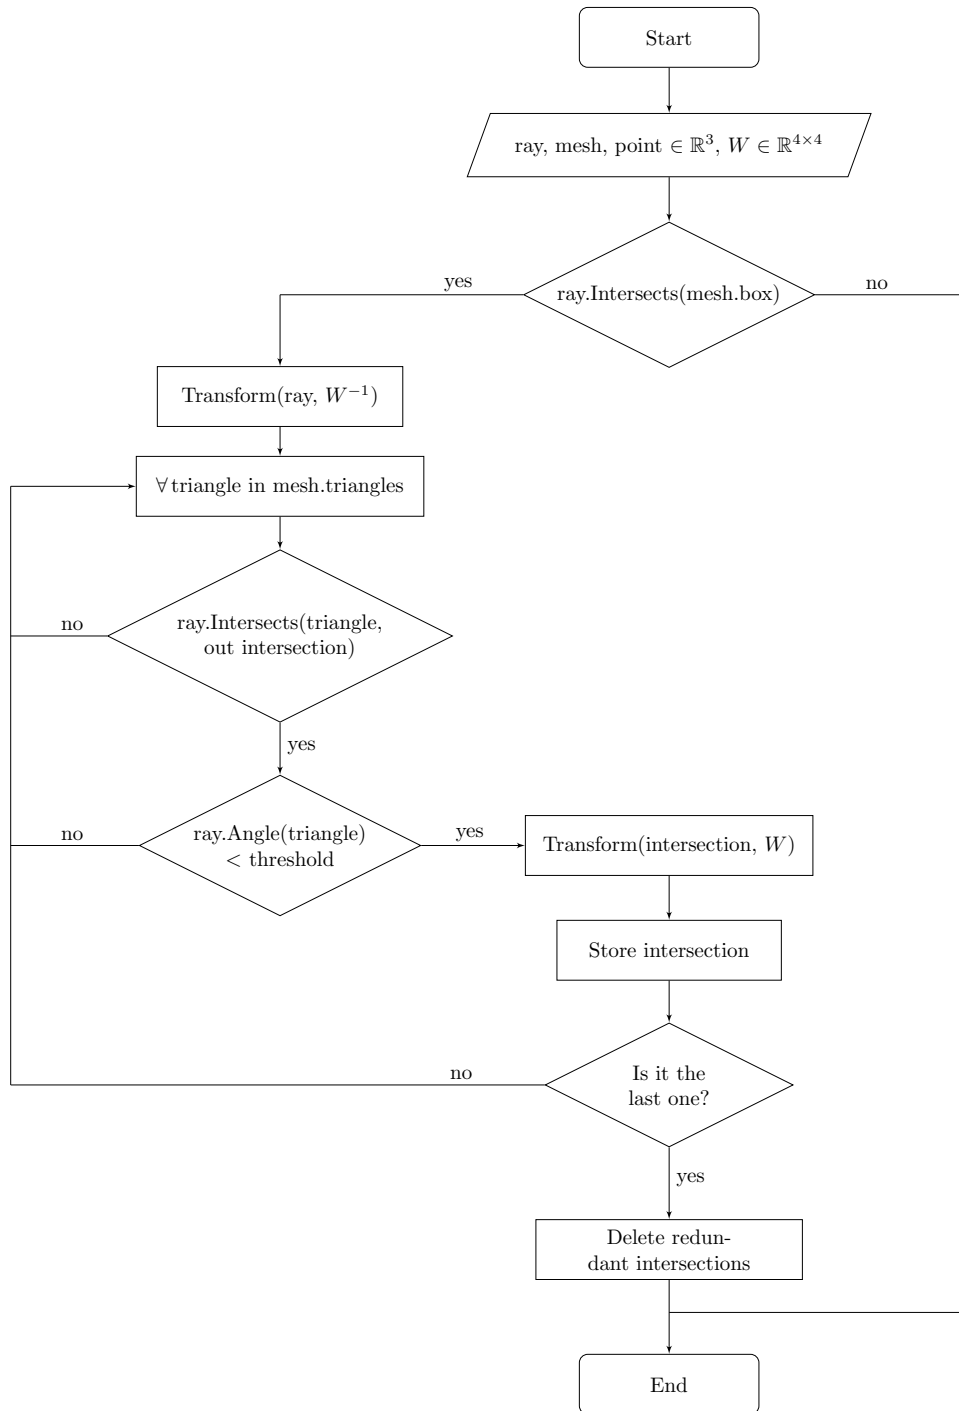 Start
ray, mesh, point ∈ ℝ³, W ∈ ℝ⁴ˣ⁴
ray.Intersects(mesh.box)
yes
no
Transform(ray, W⁻¹)
∀ triangle in mesh.triangles
ray.Intersects(triangle,
out intersection)
no
yes
ray.Angle(triangle)
< threshold
no
yes
Transform(intersection, W)
Store intersection
Is it the
last one?
no
yes
Delete redun-
dant intersections
End